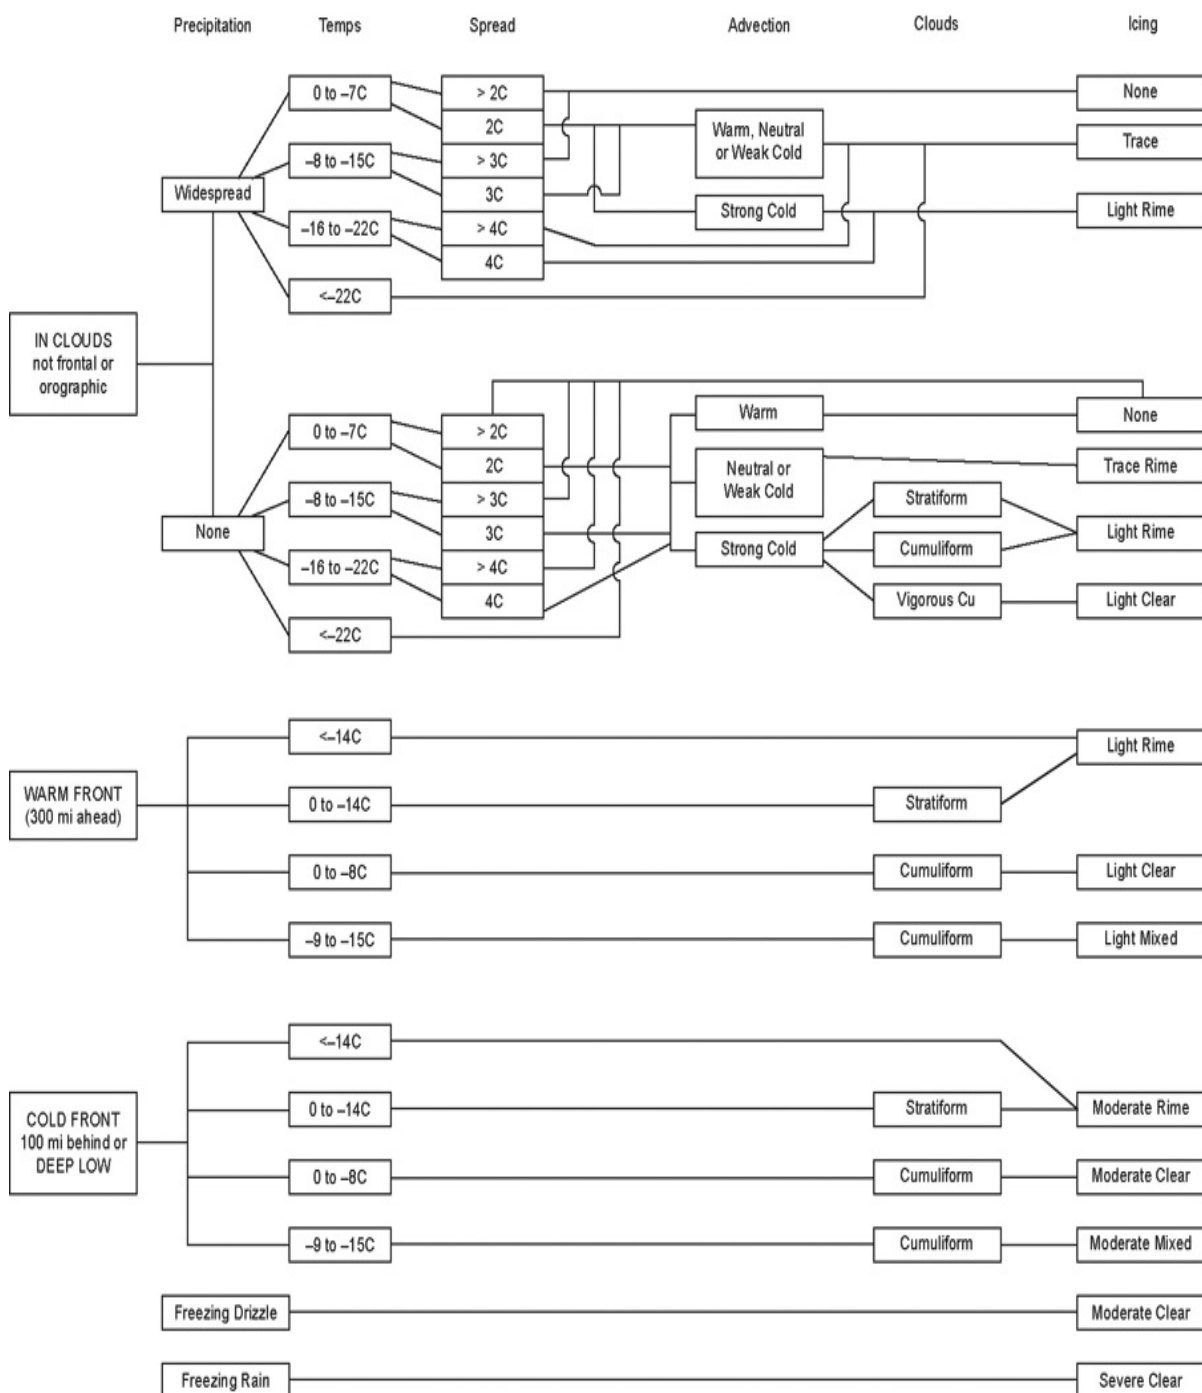 Precipitation Temps Spread Advection Clouds Icing
0 to –7C > 2C None
2C Warm, Neutral
or Weak Cold Trace
–8 to –15C > 3C
Widespread 3C Strong Cold Light Rime
–16 to –22C > 4C
4C
<–22C
IN CLOUDS
not frontal or
orographic
Warm None
0 to –7C > 2C
2C Neutral or
Weak Cold Trace Rime
–8 to –15C > 3C Stratiform
None 3C Strong Cold Cumuliform Light Rime
–16 to –22C > 4C
4C Vigorous Cu Light Clear
<–22C
<–14C Light Rime
WARM FRONT
(300 mi ahead)
0 to –14C Stratiform
0 to –8C Cumuliform Light Clear
–9 to –15C Cumuliform Light Mixed
<–14C
0 to –14C Stratiform Moderate Rime
COLD FRONT
100 mi behind or
DEEP LOW
0 to –8C Cumuliform Moderate Clear
–9 to –15C Cumuliform Moderate Mixed
Freezing Drizzle Moderate Clear
Freezing Rain Severe Clear